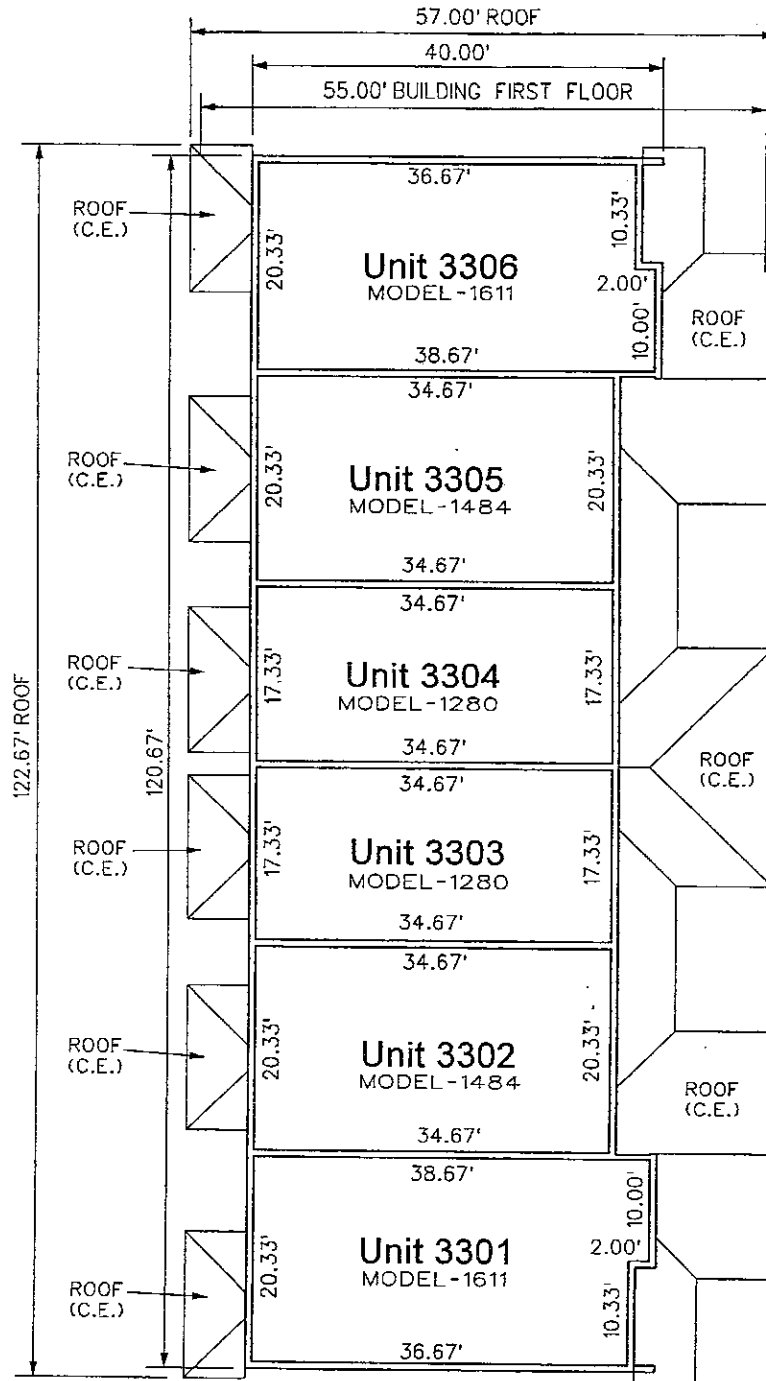 57.00' ROOF
40.00'
55.00' BUILDING FIRST FLOOR
122.67' ROOF
120.67'
ROOF
(C.E.)
36.67'
20.33'
Unit 3306
MODEL-1611
10.33'
2.00'
10.00'
38.67'
ROOF
(C.E.)
ROOF
(C.E.)
34.67'
20.33'
Unit 3305
MODEL-1484
20.33'
34.67'
ROOF
(C.E.)
34.67'
17.33'
Unit 3304
MODEL-1280
17.33'
34.67'
ROOF
(C.E.)
ROOF
(C.E.)
34.67'
17.33'
Unit 3303
MODEL-1280
17.33'
34.67'
ROOF
(C.E.)
34.67'
20.33'
Unit 3302
MODEL-1484
20.33'
34.67'
ROOF
(C.E.)
ROOF
(C.E.)
38.67'
20.33'
Unit 3301
MODEL-1611
10.00'
2.00'
10.33'
36.67'